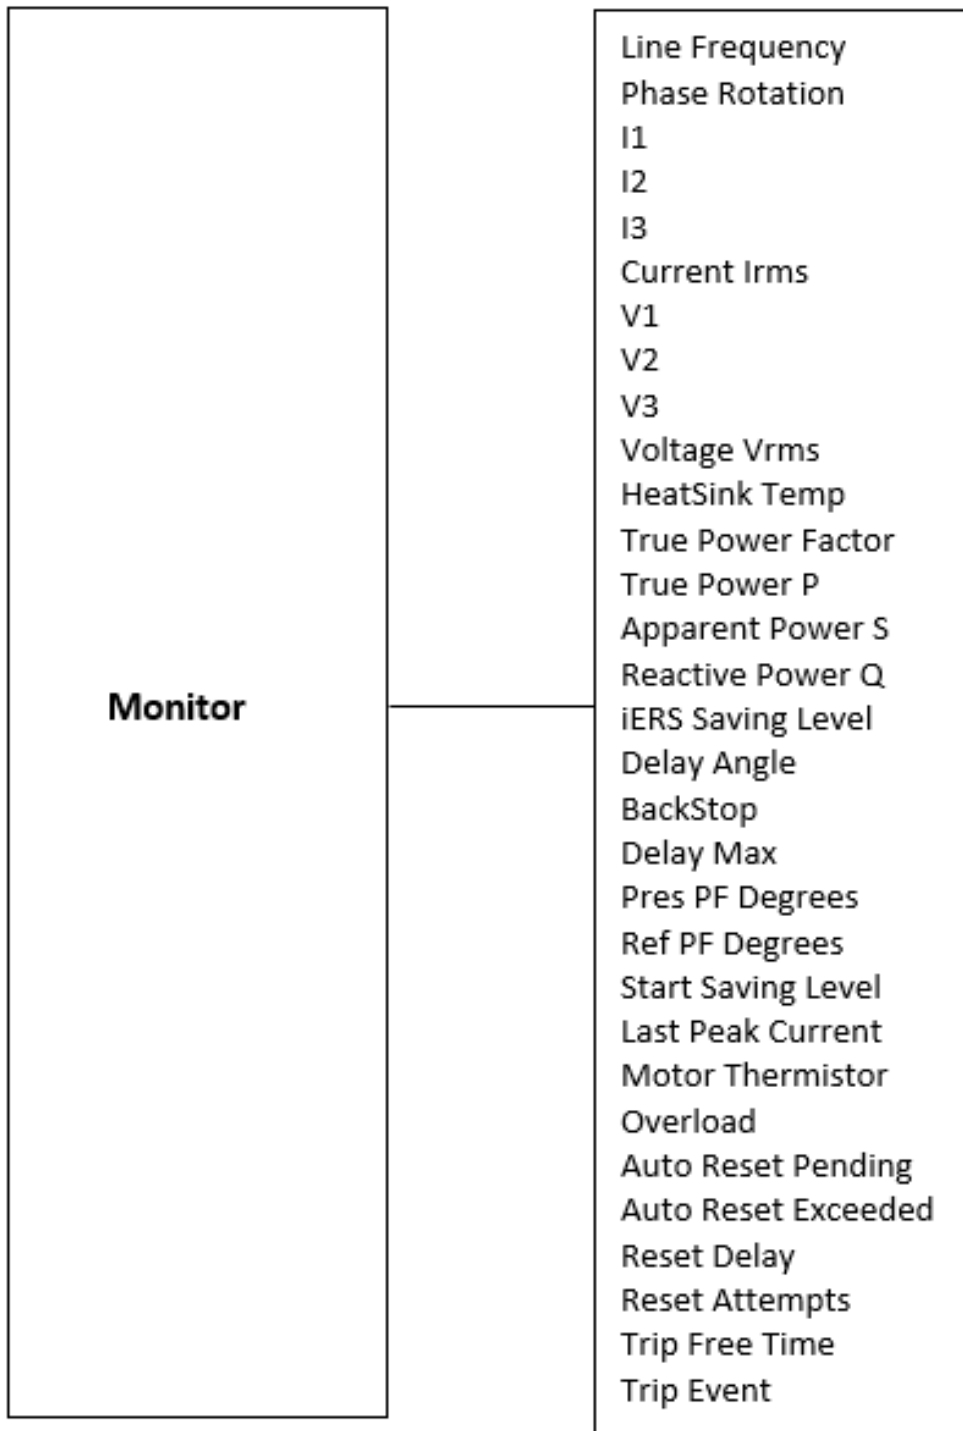 Monitor
Line Frequency
Phase Rotation
I1
I2
I3
Current Irms
V1
V2
V3
Voltage Vrms
HeatSink Temp
True Power Factor
True Power P
Apparent Power S
Reactive Power Q
iERS Saving Level
Delay Angle
BackStop
Delay Max
Pres PF Degrees
Ref PF Degrees
Start Saving Level
Last Peak Current
Motor Thermistor
Overload
Auto Reset Pending
Auto Reset Exceeded
Reset Delay
Reset Attempts
Trip Free Time
Trip Event